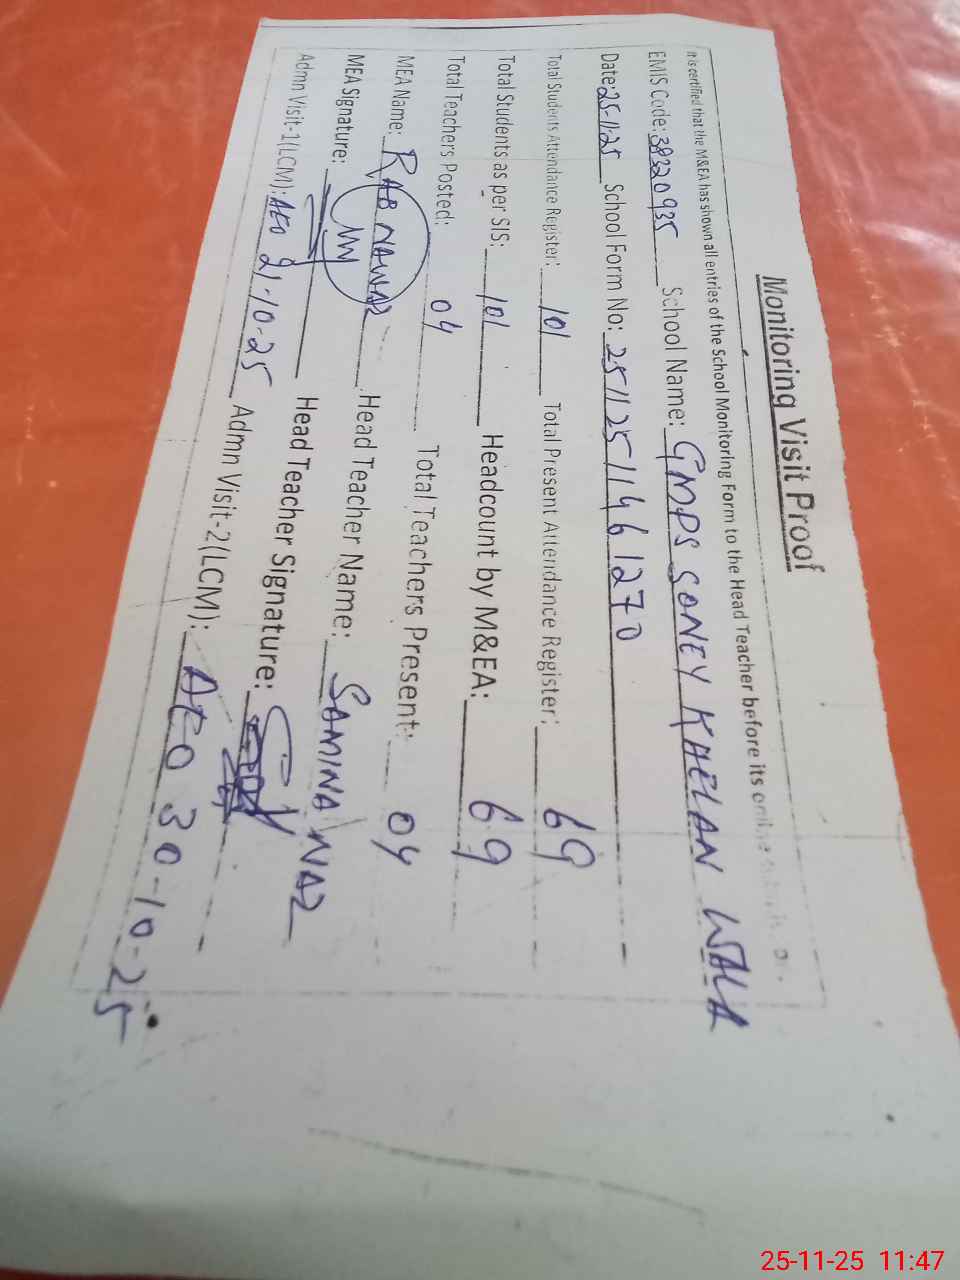 Monitoring Visit Proof
It is certified that the M&EA has shown all entries of the School Monitoring Form to the Head Teacher before its
EMIS Code: 38320935 School Name: GMPS SONEY KAELAN WALA
Date: 25-11-25 School Form No: 25112511461270
Total Students Attendance Register: 101 Total Present Attendance Register: 69
Total Students as per SIS: 101 Headcount by M&EA: 69
Total Teachers Posted: 04 Total Teachers Present: 04
MEA Name: RAB NAWAZ Head Teacher Name: SAMINA NAZ
MEA Signature: Head Teacher Signature:
Admn Visit-1(LCM): AEO 21-10-25 Admn Visit-2(LCM): AEO 30-10-25
25-11-25 11:47